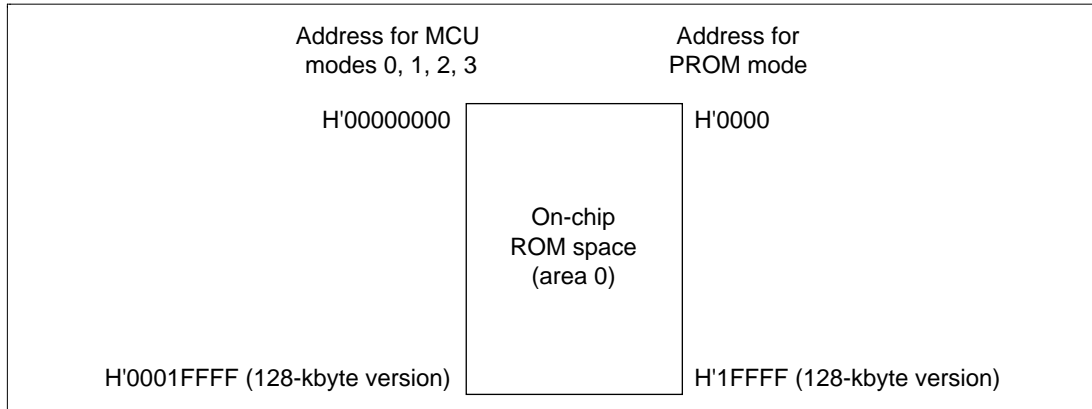 Address for MCU
modes 0, 1, 2, 3
Address for
PROM mode
H'00000000
H'0000
On-chip
ROM space
(area 0)
H'0001FFFF (128-kbyte version)
H'1FFFF (128-kbyte version)